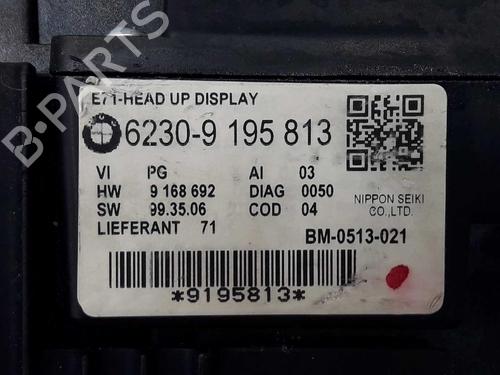 B-PARTS
E71-HEAD UP DISPLAY
6230-9 195 813
VI PG AI 03
HW 9 168 692 DIAG 0050
SW 99.35.06 COD 04
LIEFERANT 71
NIPPON SEIKI
CO.,LTD.
BM-0513-021
*9195813*